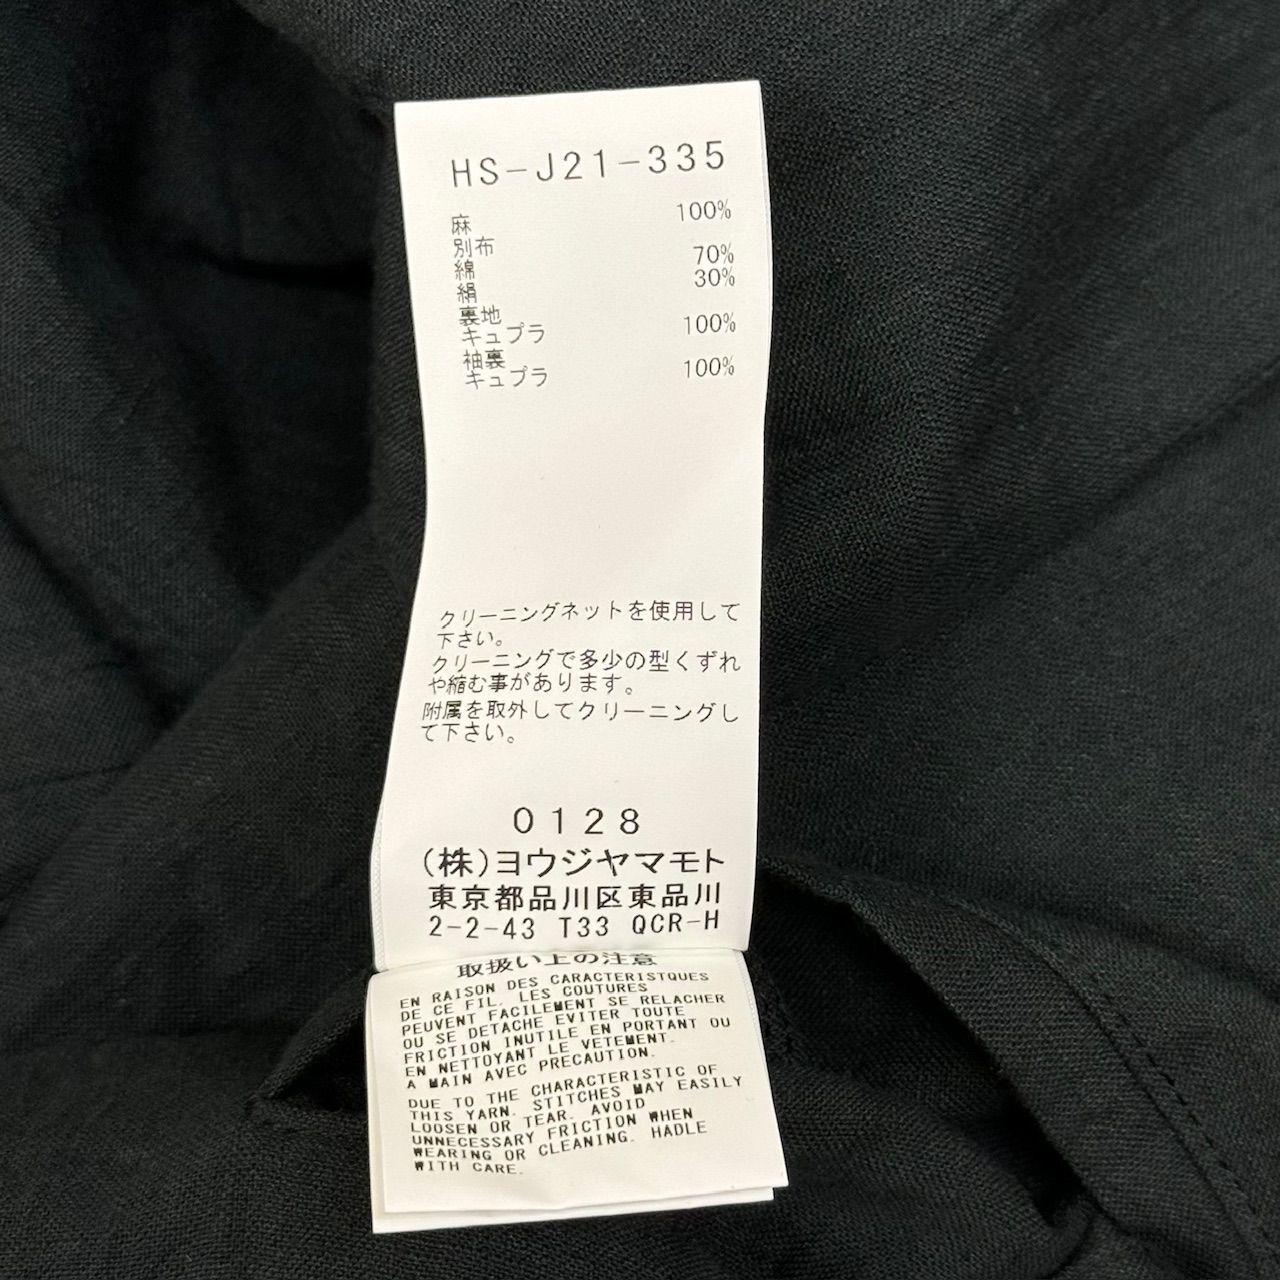 HS-J21-335
麻 100%
別布
綿 70%
絹 30%
裏地
キュプラ 100%
袖裏
キュプラ 100%
クリーニングネットを使用して
下さい。
クリーニングで多少の型くずれ
や縮む事があります。
附属を取外してクリーニングし
て下さい。
0128
(株)ヨウジヤマモト
東京都品川区東品川
2-2-43 T33 QCR-H
取扱い上の注意
EN RAISON DES CARACTERISTQUES
DE CE FIL. LES COUTURES
PEUVENT FACILEMENT SE RELACHER
OU SE DETACHE EVITER TOUTE
FRICTION INUTILE EN PORTANT OU
EN NETTOYANT LE VETEMENT.
A MAIN AVEC PRECAUTION.
DUE TO THE CHARACTERISTIC OF
THIS YARN. STITCHES MAY EASILY
LOOSEN OR TEAR. AVOID
UNNECESSARY FRICTION WHEN
WEARING OR CLEANING. HADLE
WITH CARE.